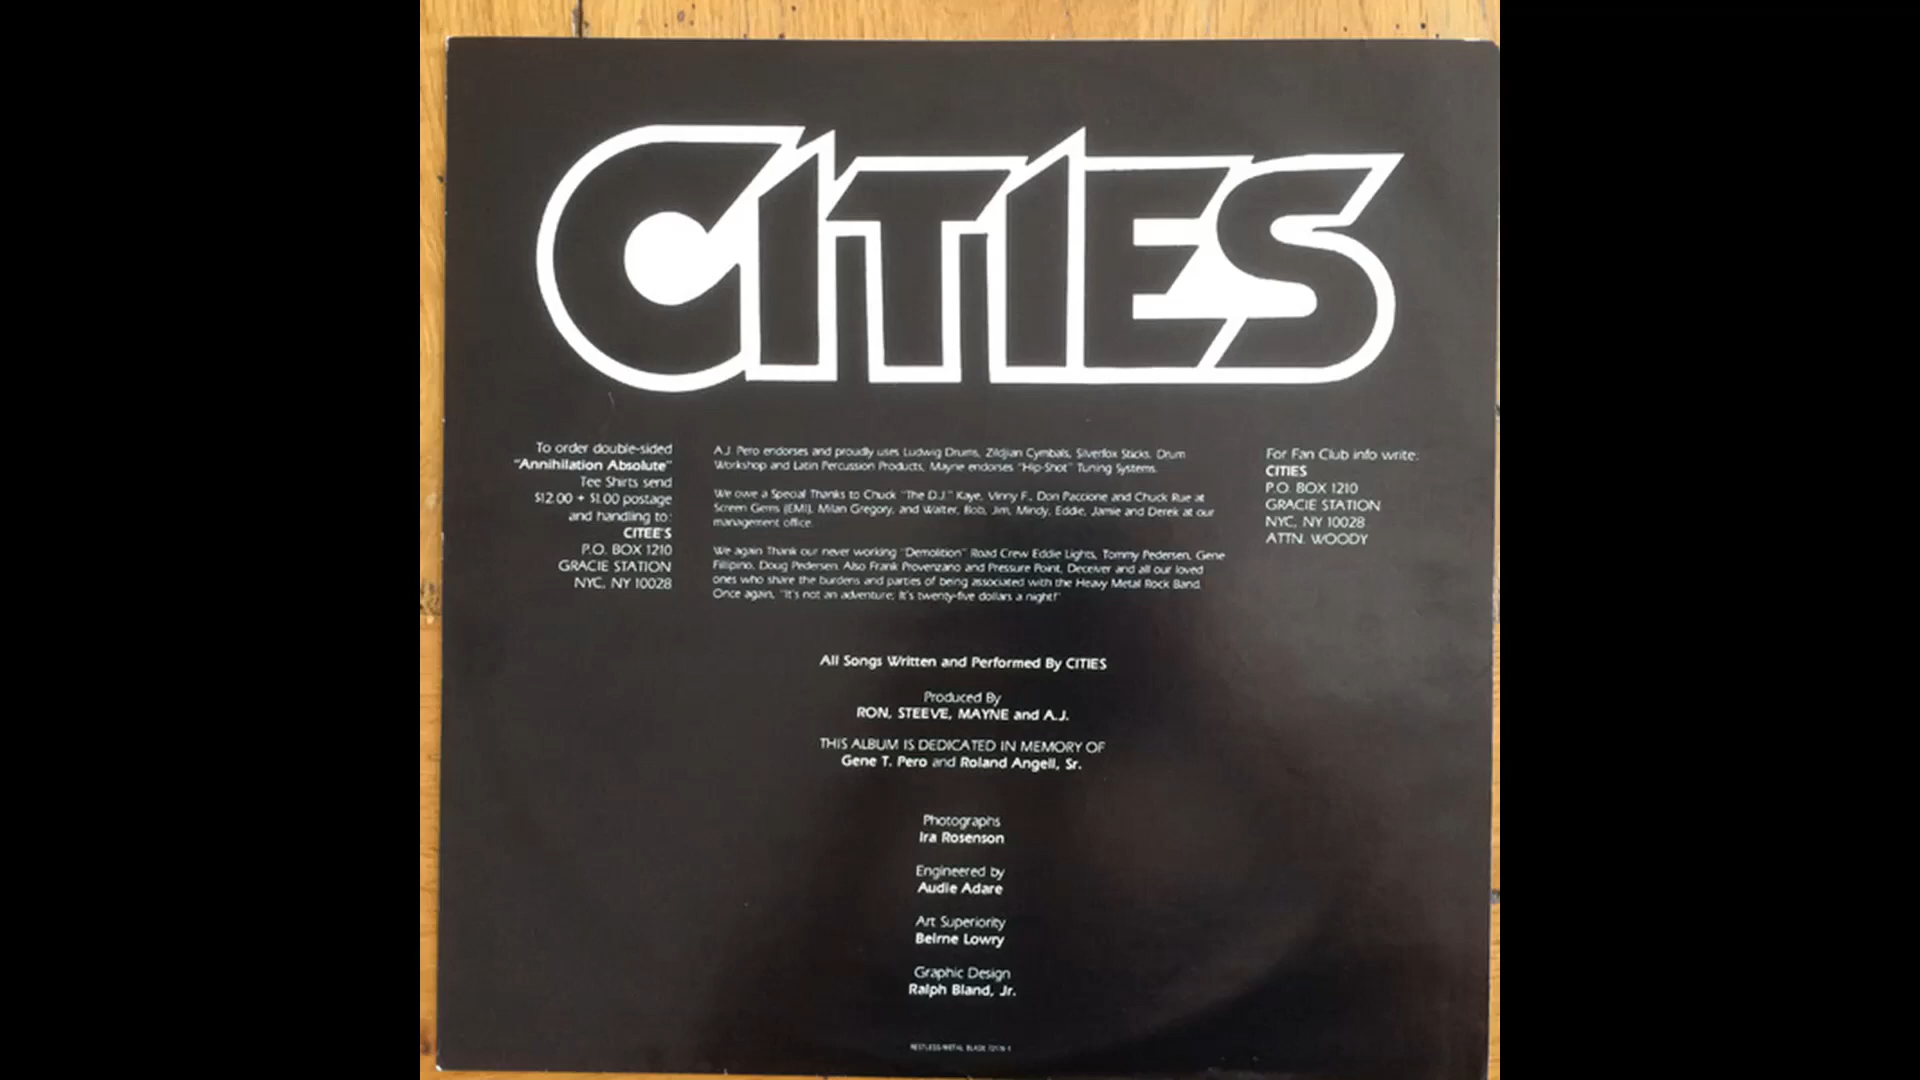 CITIES
To order double-sided
"Annihilation Absolute"
Tee Shirts send
$12.00 + $1.00 postage
and handling to:
CITEE'S
P.O. BOX 1210
GRACIE STATION
NYC, NY 10028
A.J. Pero endorses and proudly uses Ludwig Drums, Zildjian Cymbals, Silverfox Sticks, Drum
Workshop and Latin Percussion Products, Mayne endorses "Hip-Shot" Tuning Systems.
We owe a Special Thanks to Chuck "The D.J." Kaye, Vinny F., Don Paccione and Chuck Rue at
Screen Gems (EMI), Milan Gregory, and Walter, Bob, Jim, Mindy, Eddie, Jamie and Derek at our
management office.
We again Thank our never working "Demolition" Road Crew Eddie Lights, Tommy Pedersen, Gene
Fillipino, Doug Pedersen. Also Frank Provenzano and Pressure Point, Deceiver and all our loved
ones who share the burdens and parties of being associated with the Heavy Metal Rock Band.
Once again, "It's not an adventure; It's twenty-five dollars a night!"
For Fan Club info write:
CITIES
P.O. BOX 1210
GRACIE STATION
NYC, NY 10028
ATTN. WOODY
All Songs Written and Performed By CITIES
Produced By
RON, STEEVE, MAYNE and A.J.
THIS ALBUM IS DEDICATED IN MEMORY OF
Gene T. Pero and Roland Angell, Sr.
Photographs
Ira Rosenson
Engineered by
Audie Adare
Art Superiority
Beirne Lowry
Graphic Design
Ralph Bland, Jr.
RESTLESS/METAL BLADE